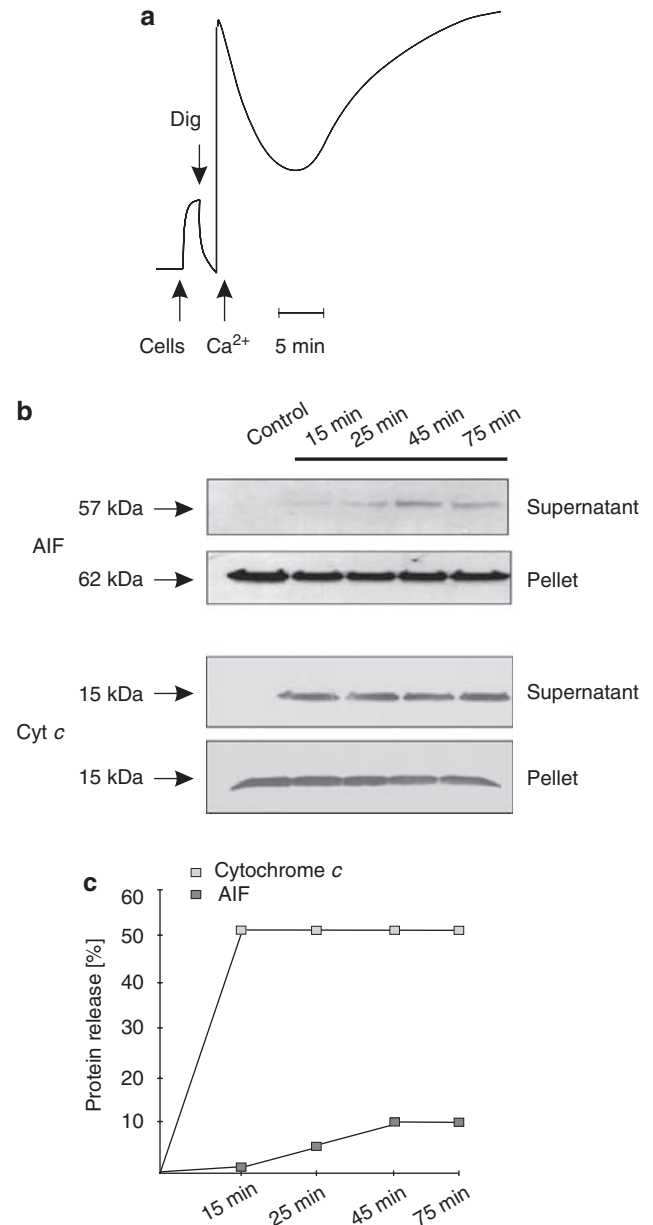 a
Dig
Cells Ca²⁺ 5 min
b
Control 15 min 25 min 45 min 75 min
57 kDa Supernatant
AIF
62 kDa Pellet
15 kDa Supernatant
Cyt c
15 kDa Pellet
c
Cytochrome c
AIF
Protein release [%]
60
50
40
30
20
10
15 min 25 min 45 min 75 min